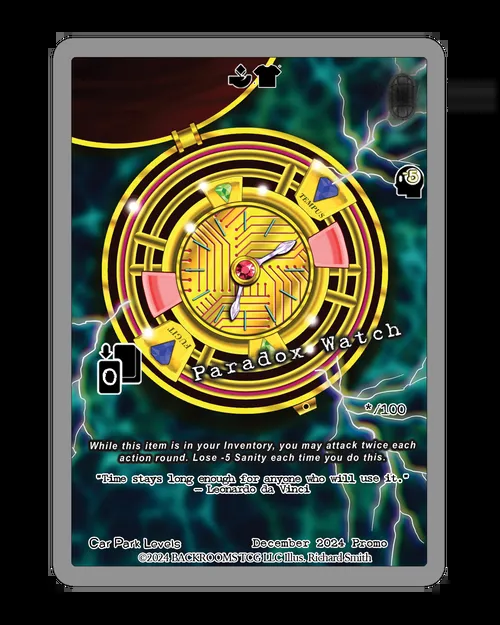 -5
TEMPUS
FUGIT
Paradox Watch
0
*/100
While this item is in your Inventory, you may attack twice each
action round. Lose -5 Sanity each time you do this.
"Time stays long enough for anyone who will use it."
— Leonardo da Vinci
Car Park Levels
December 2024 Promo
©2024 BACKROOMS TCG LLC Illus. Richard Smith